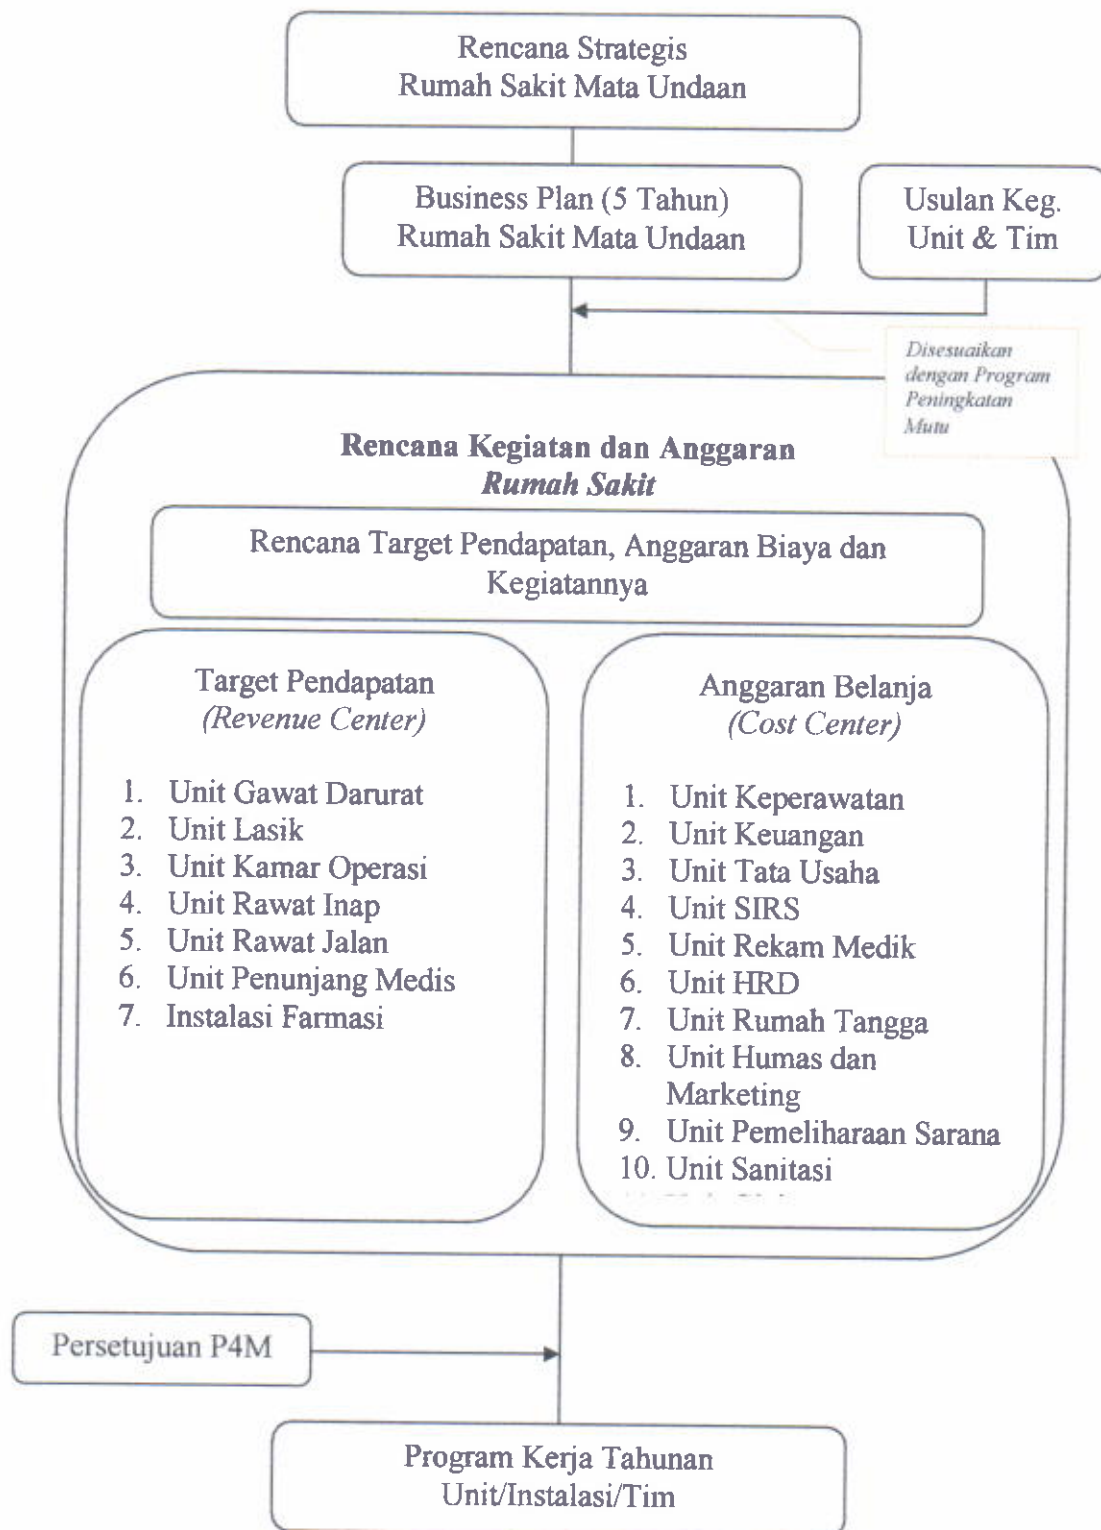 Rencana Strategis
Rumah Sakit Mata Undaan
Business Plan (5 Tahun)
Rumah Sakit Mata Undaan
Usulan Keg.
Unit & Tim
Disesuaikan
dengan Program
Peningkatan
Mutu
Rencana Kegiatan dan Anggaran
Rumah Sakit
Rencana Target Pendapatan, Anggaran Biaya dan
Kegiatannya
Target Pendapatan
(Revenue Center)
1. Unit Gawat Darurat
2. Unit Lasik
3. Unit Kamar Operasi
4. Unit Rawat Inap
5. Unit Rawat Jalan
6. Unit Penunjang Medis
7. Instalasi Farmasi
Anggaran Belanja
(Cost Center)
1. Unit Keperawatan
2. Unit Keuangan
3. Unit Tata Usaha
4. Unit SIRS
5. Unit Rekam Medik
6. Unit HRD
7. Unit Rumah Tangga
8. Unit Humas dan
Marketing
9. Unit Pemeliharaan Sarana
10. Unit Sanitasi
Persetujuan P4M
Program Kerja Tahunan
Unit/Instalasi/Tim